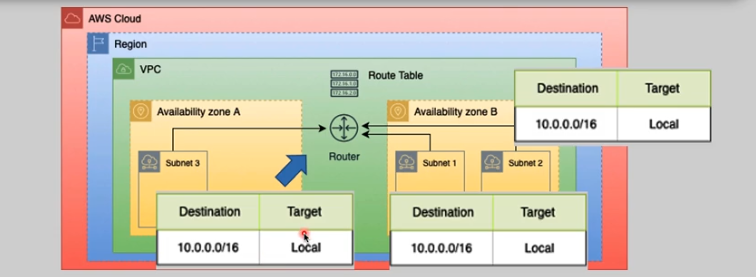 AWS Cloud
Region
VPC
Route Table
Availability zone A
Availability zone B
Destination Target
10.0.0.0/16 Local
Router
Subnet 3
Subnet 1
Subnet 2
Destination Target
10.0.0.0/16 Local
Destination Target
10.0.0.0/16 Local